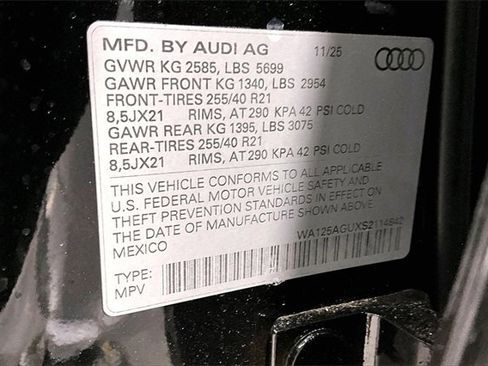 MFD. BY AUDI AG 11/25
GVWR KG 2585, LBS 5699
GAWR FRONT KG 1340, LBS 2954
FRONT-TIRES 255/40 R21
8,5JX21 RIMS, AT 290 KPA 42 PSI COLD
GAWR REAR KG 1395, LBS 3075
REAR-TIRES 255/40 R21
8,5JX21 RIMS, AT 290 KPA 42 PSI COLD
THIS VEHICLE CONFORMS TO ALL APPLICABLE
U.S. FEDERAL MOTOR VEHICLE SAFETY AND
THEFT PREVENTION STANDARDS IN EFFECT ON
THE DATE OF MANUFACTURE SHOWN ABOVE.
MEXICO WA125AGUXS2114642
TYPE:
MPV